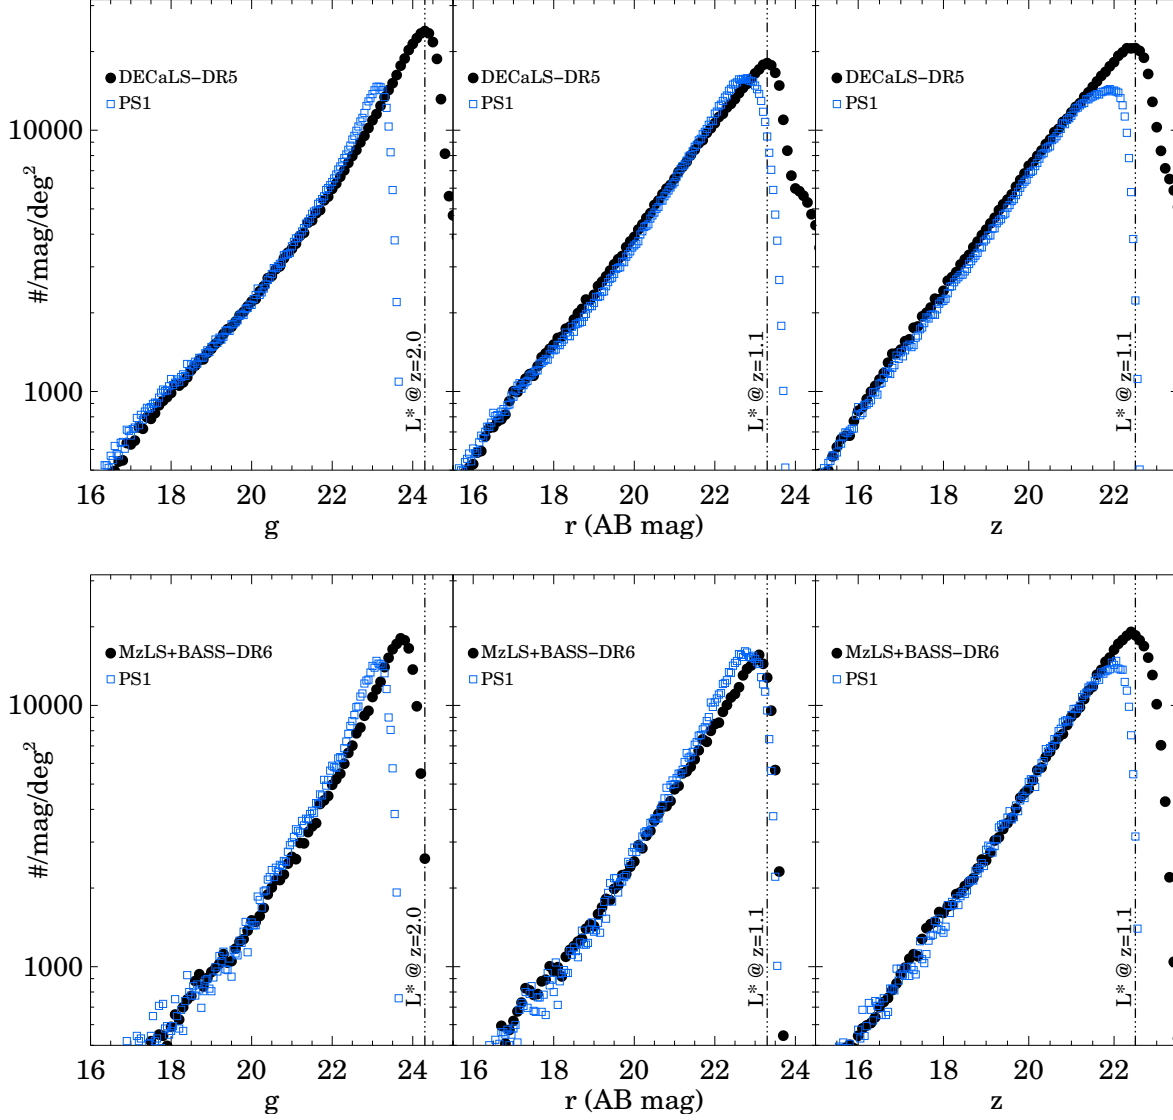 DECaLS–DR5
PS1
DECaLS–DR5
PS1
DECaLS–DR5
PS1
10000
1000
#/mag/deg²
L* @ z=2.0
L* @ z=1.1
L* @ z=1.1
16 18 20 22 24
16 18 20 22 24
16 18 20 22
g
r (AB mag)
z
MzLS+BASS–DR6
PS1
MzLS+BASS–DR6
PS1
MzLS+BASS–DR6
PS1
10000
1000
#/mag/deg²
L* @ z=2.0
L* @ z=1.1
L* @ z=1.1
16 18 20 22 24
16 18 20 22 24
16 18 20 22
g
r (AB mag)
z